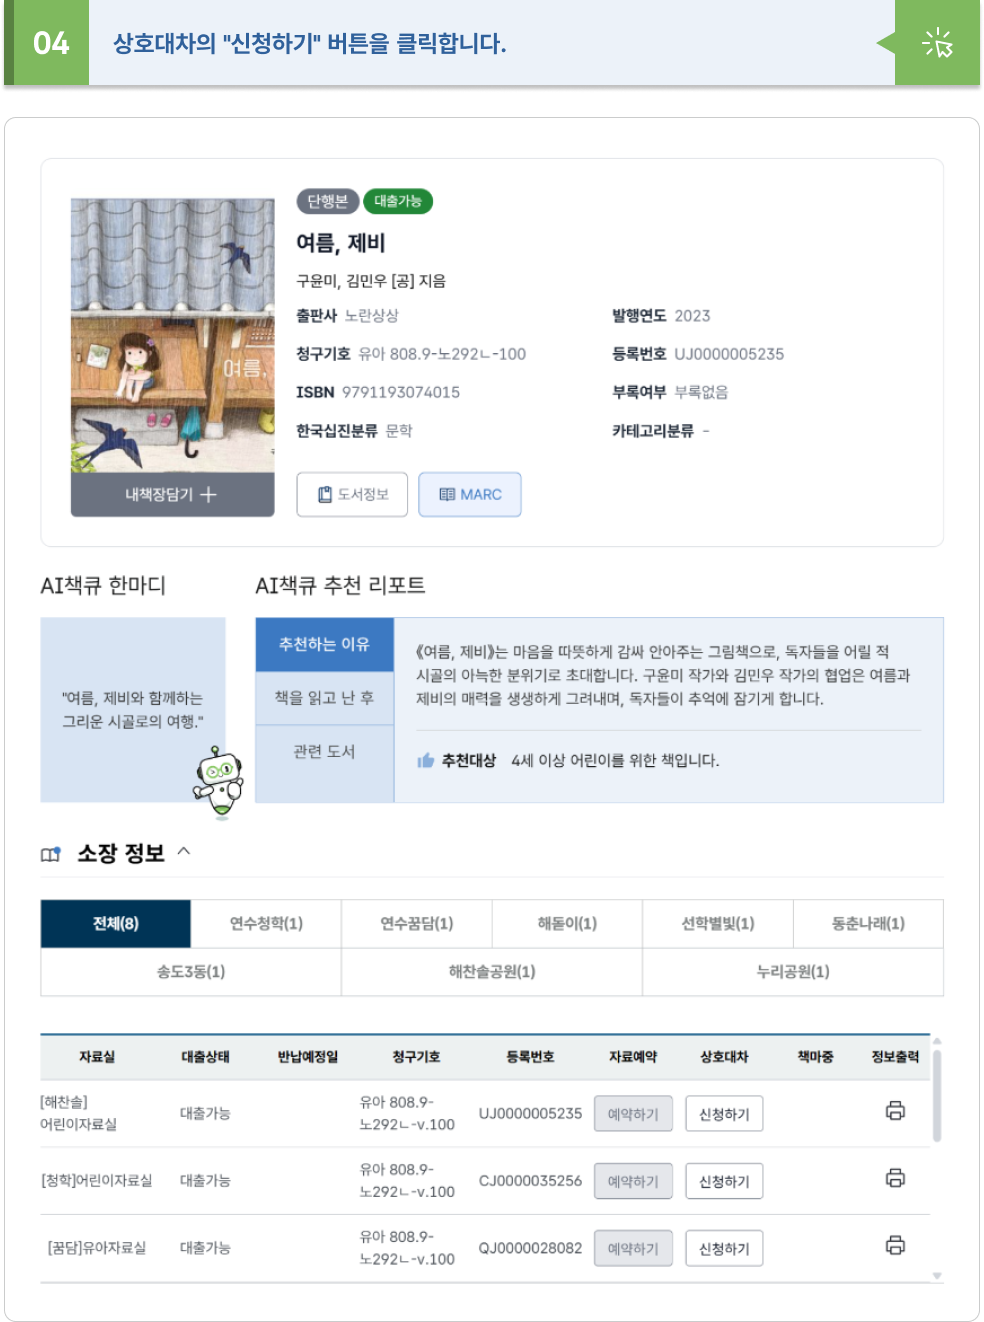 04
상호대차의 "신청하기" 버튼을 클릭합니다.
단행본 대출가능
여름, 제비
구윤미, 김민우 [공] 지음
출판사 노란상상
발행연도 2023
청구기호 유아 808.9-노292ㄴ-100
등록번호 UJ0000005235
ISBN 9791193074015
부록여부 부록없음
한국십진분류 문학
카테고리분류 -
여름,
내책장담기
도서정보 MARC
AI책큐 한마디
"여름, 제비와 함께하는
그리운 시골로의 여행."
AI책큐 추천 리포트
추천하는 이유
책을 읽고 난 후
관련 도서
《여름, 제비》는 마음을 따뜻하게 감싸 안아주는 그림책으로, 독자들을 어릴 적
시골의 아늑한 분위기로 초대합니다. 구윤미 작가와 김민우 작가의 협업은 여름과
제비의 매력을 생생하게 그려내며, 독자들이 추억에 잠기게 합니다.
추천대상 4세 이상 어린이를 위한 책입니다.
소장 정보
전체(8) 연수청학(1) 연수꿈담(1) 해돋이(1) 선학별빛(1) 동춘나래(1)
송도3동(1) 해찬솔공원(1) 누리공원(1)
자료실 대출상태 반납예정일 청구기호 등록번호 자료예약 상호대차 책마중 정보출력
[해찬솔]
어린이자료실 대출가능 유아 808.9-
노292ㄴ-v.100 UJ0000005235 예약하기 신청하기
[청학]어린이자료실 대출가능 유아 808.9-
노292ㄴ-v.100 CJ0000035256 예약하기 신청하기
[꿈담]유아자료실 대출가능 유아 808.9-
노292ㄴ-v.100 QJ0000028082 예약하기 신청하기